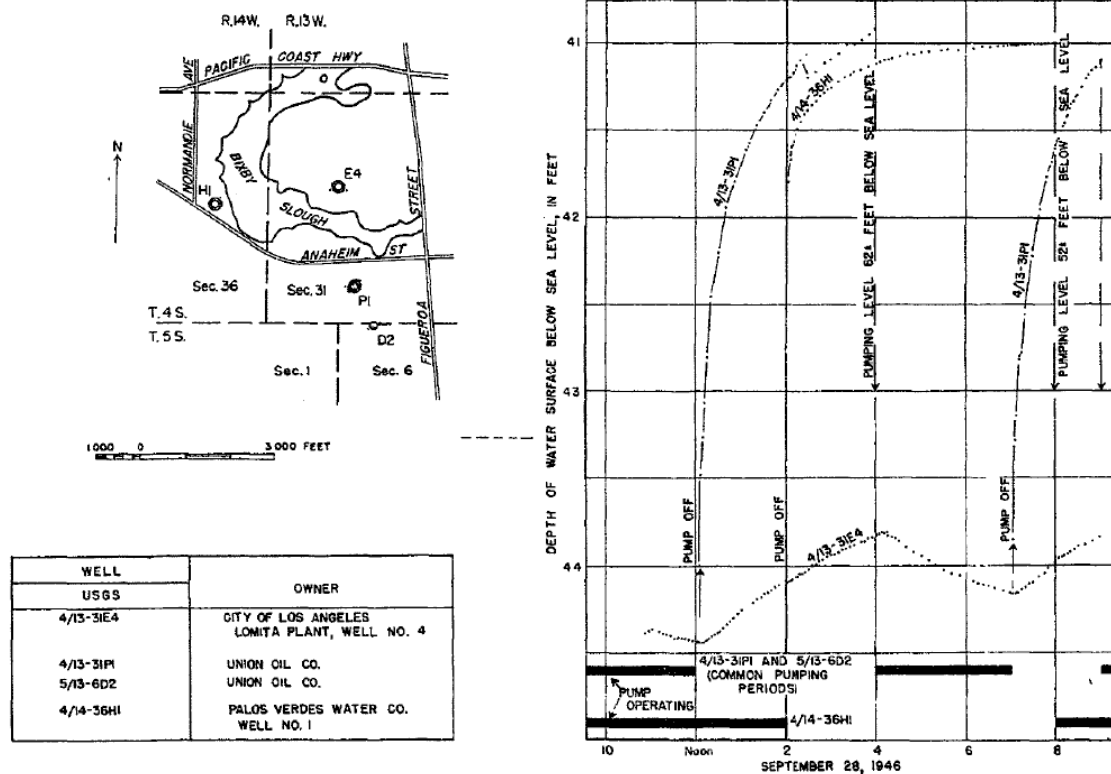 R.14W. R.13W.
PACIFIC COAST HWY
NORMANDIE AVE
N
BIXBY SLOUGH
E4
H1
STREET
ANAHEIM ST
Sec. 36 Sec. 31
P1
T. 4 S.
T. 5 S.
D2
FIGUEROA
Sec. 1 Sec. 6
1000 0 3000 FEET
WELL
USGS
OWNER
4/13-31E4 CITY OF LOS ANGELES
LOMITA PLANT, WELL NO. 4
4/13-31P1 UNION OIL CO.
5/13-6D2 UNION OIL CO.
4/14-36H1 PALOS VERDES WATER CO.
WELL NO. 1
DEPTH OF WATER SURFACE BELOW SEA LEVEL, IN FEET
41
42
43
44
4/13-31P1
4/14-36H1
PUMPING LEVEL 62± FEET BELOW SEA LEVEL
4/13-31P1
PUMPING LEVEL 52± FEET BELOW SEA LEVEL
PUMP OFF
PUMP OFF
PUMP OFF
4/13-31E4
4/13-31P1 AND 5/13-6D2
(COMMON PUMPING
PERIODS)
PUMP
OPERATING
4/14-36H1
10 Noon 2 4 6 8
SEPTEMBER 28, 1946